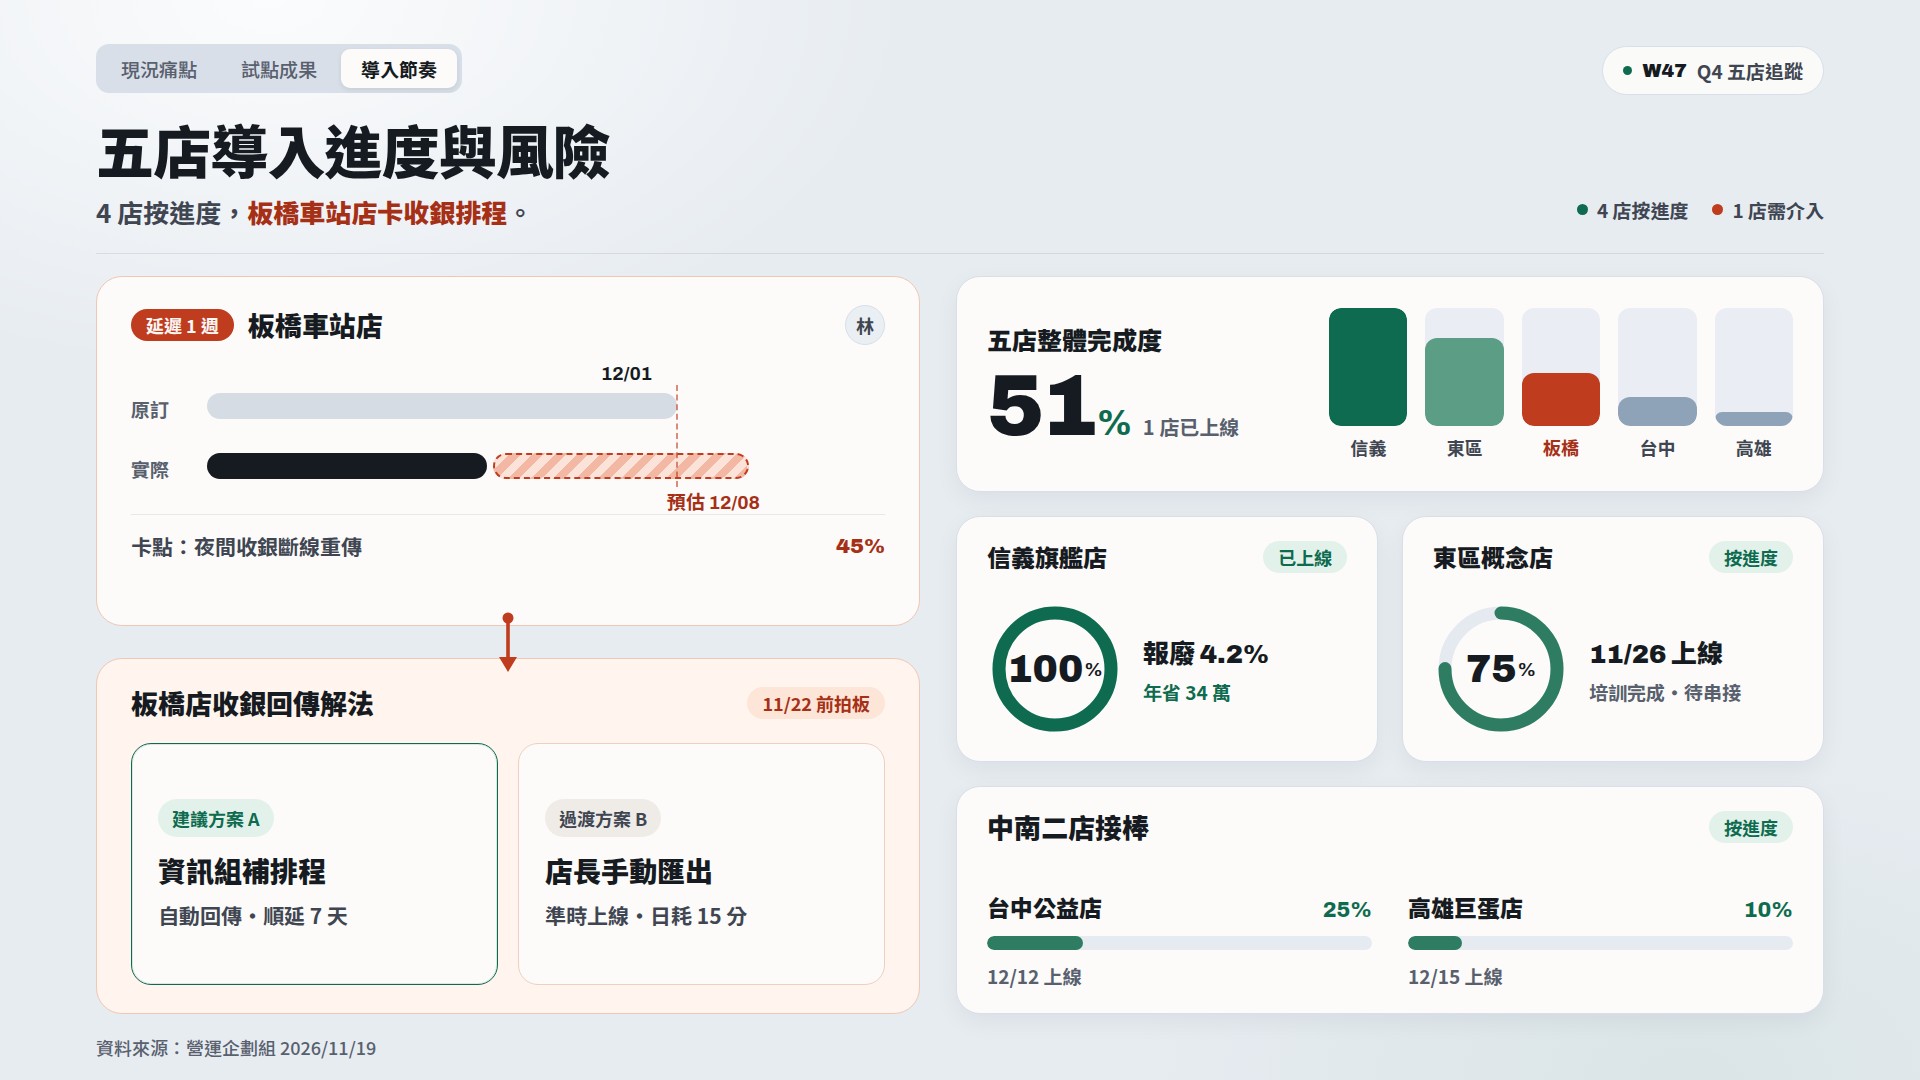 現況痛點
試點成果
導入節奏
W47 Q4 五店追蹤
五店導入進度與風險
4 店按進度，板橋車站店卡收銀排程。
4 店按進度
1 店需介入
延遲 1 週
板橋車站店
林
12/01
原訂
實際
預估 12/08
卡點：夜間收銀斷線重傳
45%
板橋店收銀回傳解法
11/22 前拍板
建議方案 A
資訊組補排程
自動回傳・順延 7 天
過渡方案 B
店長手動匯出
準時上線・日耗 15 分
五店整體完成度
51% 1 店已上線
信義
東區
板橋
台中
高雄
信義旗艦店
已上線
100%
報廢 4.2%
年省 34 萬
東區概念店
按進度
75%
11/26 上線
培訓完成・待串接
中南二店接棒
按進度
台中公益店
25%
12/12 上線
高雄巨蛋店
10%
12/15 上線
資料來源：營運企劃組 2026/11/19